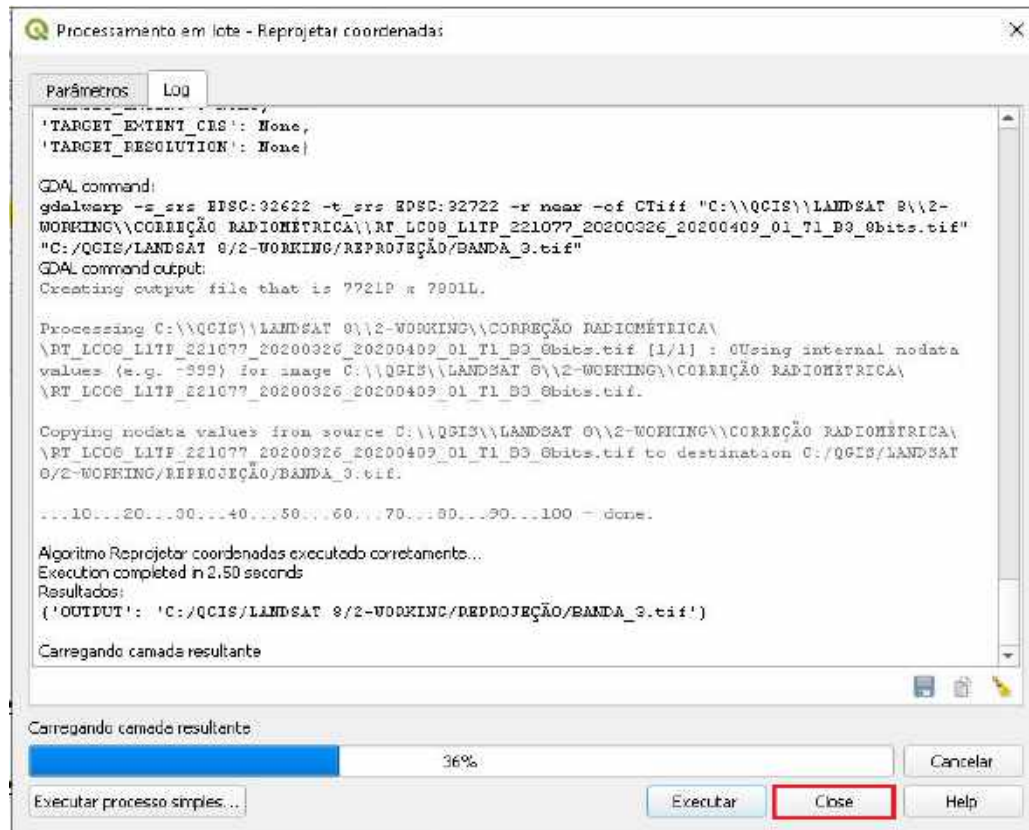 Processamento em lote - Reprojetar coordenadas
Parâmetros
Log
'TARGET_EXTENT_CRS': None,
'TARGET_RESOLUTION': None}
GDAL command:
gdalwarp -s_srs EPSG:32622 -t_srs EPSG:32722 -r near -of GTiff "C:\\QGIS\\LANDSAT 8\\2-
WORKING\\CORREÇÃO RADIOMÉTRICA\\RT_LC08_L1TP_221077_20200326_20200409_01_T1_B3_8bits.tif"
"C:/QGIS/LANDSAT 8/2-WORKING/REPROJEÇÃO/BANDA_3.tif"
GDAL command output:
Creating output file that is 7721P x 7801L.
Processing C:\\QGIS\\LANDSAT 8\\2-WORKING\\CORREÇÃO RADIOMÉTRICA\
\RT_LC08_L1TP_221077_20200326_20200409_01_T1_B3_8bits.tif [1/1] : 0Using internal nodata
values (e.g. -999) for image C:\\QGIS\\LANDSAT 8\\2-WORKING\\CORREÇÃO RADIOMÉTRICA\
\RT_LC08_L1TP_221077_20200326_20200409_01_T1_B3_8bits.tif.
Copying nodata values from source C:\\QGIS\\LANDSAT 8\\2-WORKING\\CORREÇÃO RADIOMÉTRICA\
\RT_LC08_L1TP_221077_20200326_20200409_01_T1_B3_8bits.tif to destination C:/QGIS/LANDSAT
8/2-WORKING/REPROJEÇÃO/BANDA_3.tif.
...10...20...30...40...50...60...70...80...90...100 - done.
Algoritmo Reprojetar coordenadas executado corretamente...
Execution completed in 2.50 seconds
Resultados:
{'OUTPUT': 'C:/QGIS/LANDSAT 8/2-WORKING/REPROJEÇÃO/BANDA_3.tif'}
Carregando camada resultante
Carregando camada resultante
36%
Cancelar
Executar processo simples...
Executar
Close
Help